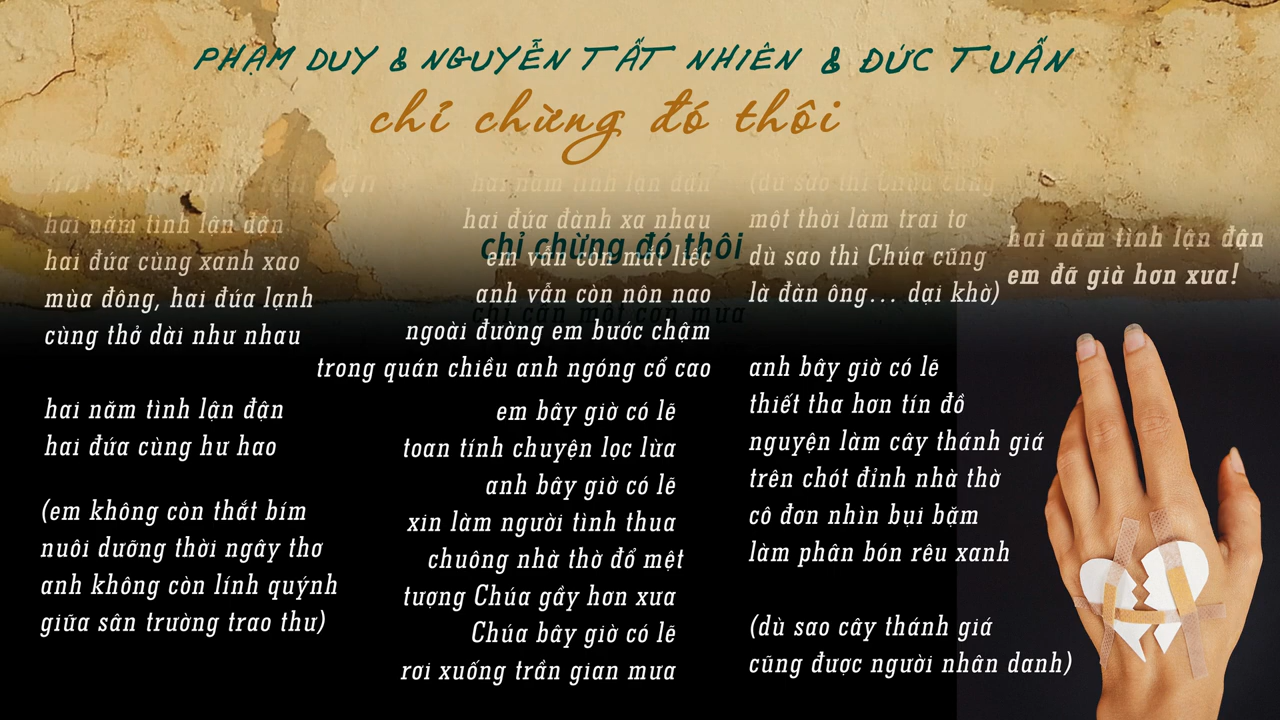 PHẠM DUY & NGUYỄN TẤT NHIÊN & ĐỨC TUẤN
chỉ chừng đó thôi
hai năm tình lận đận
hai năm tình lận đận
hai đứa cùng xanh xao
mùa đông, hai đứa lạnh
cùng thở dài như nhau
hai năm tình lận đận
hai đứa cùng hư hao
(em không còn thắt bím
nuôi dưỡng thời ngây thơ
anh không còn lính quýnh
giữa sân trường trao thư)
hai năm tình lận đận
hai đứa đành xa nhau
chỉ chừng đó thôi
em vẫn còn mắt liếc
anh vẫn còn nôn nao
chỉ cần một cơn mưa
ngoài đường em bước chậm
trong quán chiều anh ngóng cổ cao
em bây giờ có lẽ
toan tính chuyện lọc lừa
anh bây giờ có lẽ
xin làm người tình thua
chuông nhà thờ đổ mệt
tượng Chúa gầy hơn xưa
Chúa bây giờ có lẽ
rơi xuống trần gian mưa
(dù sao thì Chúa cũng
một thời làm trai tơ
dù sao thì Chúa cũng
là đàn ông... dại khờ)
anh bây giờ có lẽ
thiết tha hơn tín đồ
nguyện làm cây thánh giá
trên chót đỉnh nhà thờ
cô đơn nhìn bụi bặm
làm phân bón rêu xanh
(dù sao cây thánh giá
cũng được người nhân danh)
hai năm tình lận đận
em đã già hơn xưa!